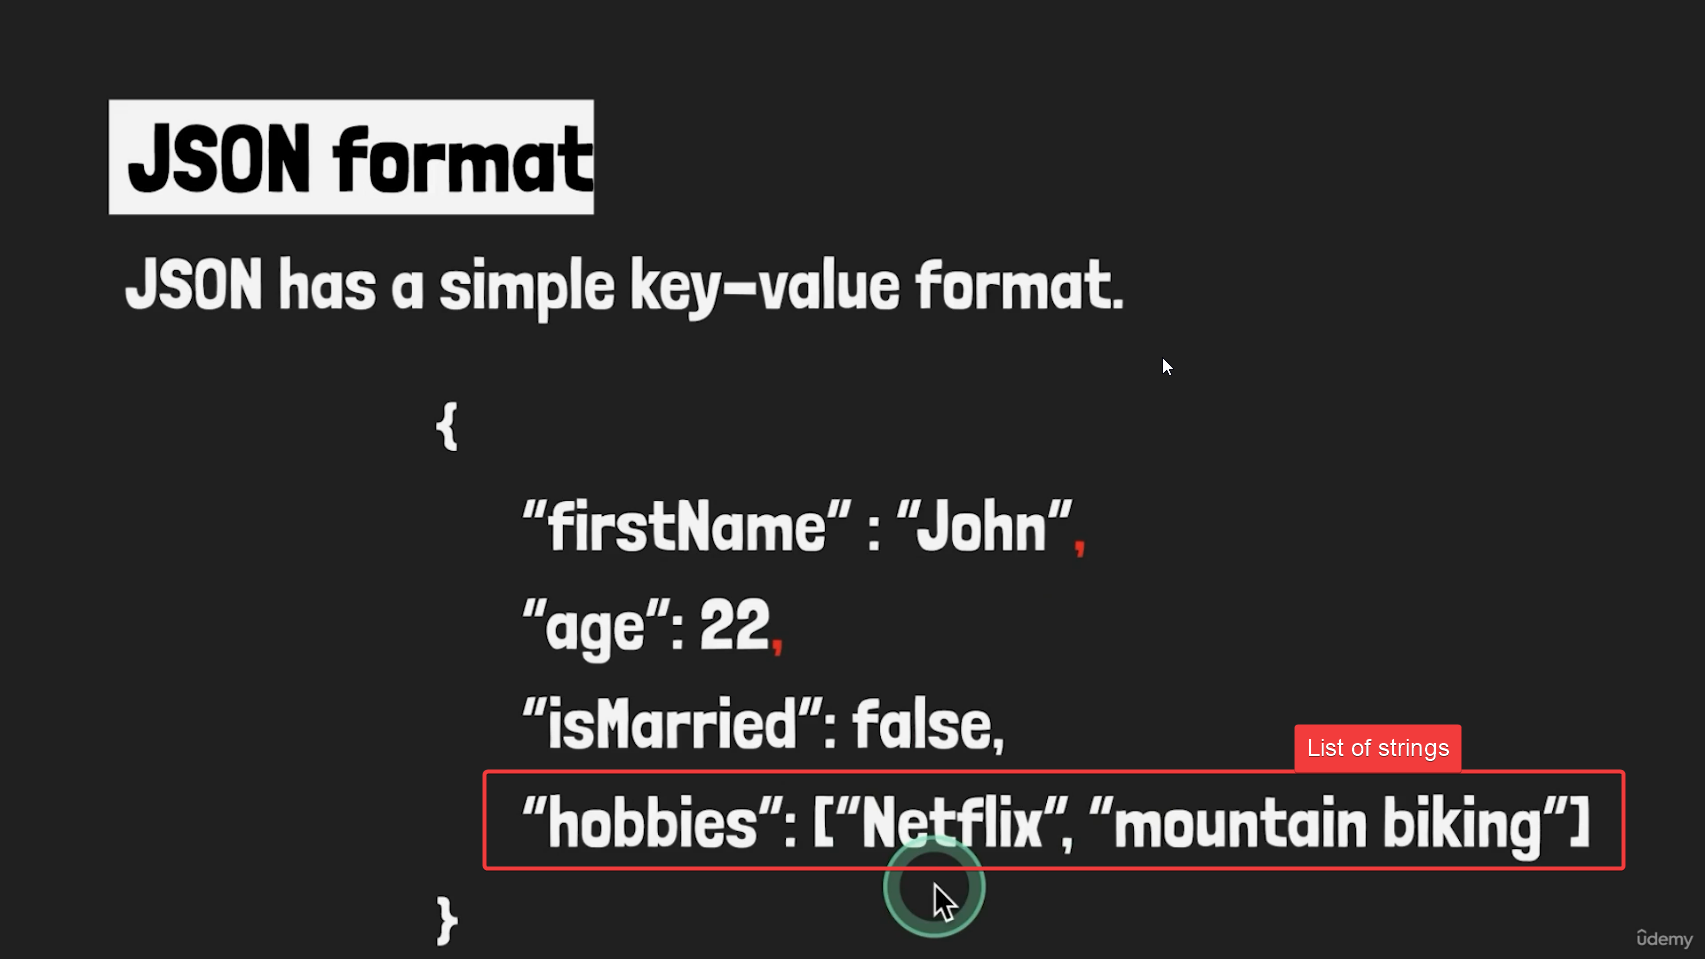 JSON format
JSON has a simple key-value format.
{
"firstName" : "John",
"age": 22,
"isMarried": false,
List of strings
"hobbies": ["Netflix", "mountain biking"]
}
ûdemy